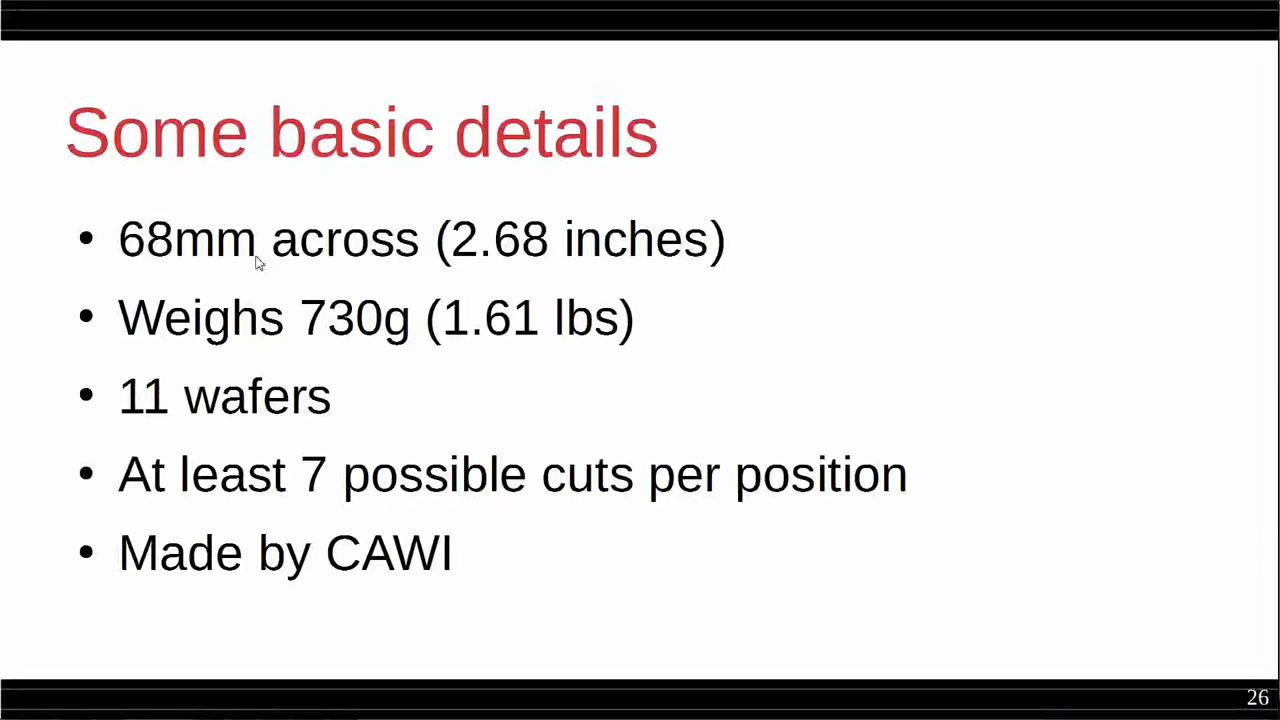 Some basic details
• 68mm across (2.68 inches)
• Weighs 730g (1.61 lbs)
• 11 wafers
• At least 7 possible cuts per position
• Made by CAWI
26